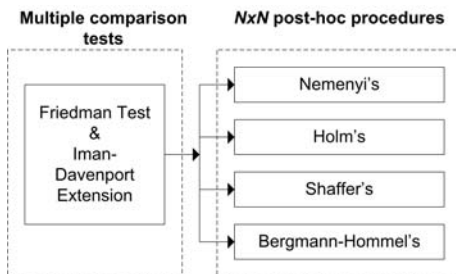 Multiple comparison
tests
Friedman Test
&
Iman-
Davenport
Extension
NxN post-hoc procedures
Nemenyi's
Holm's
Shaffer's
Bergmann-Hommel's